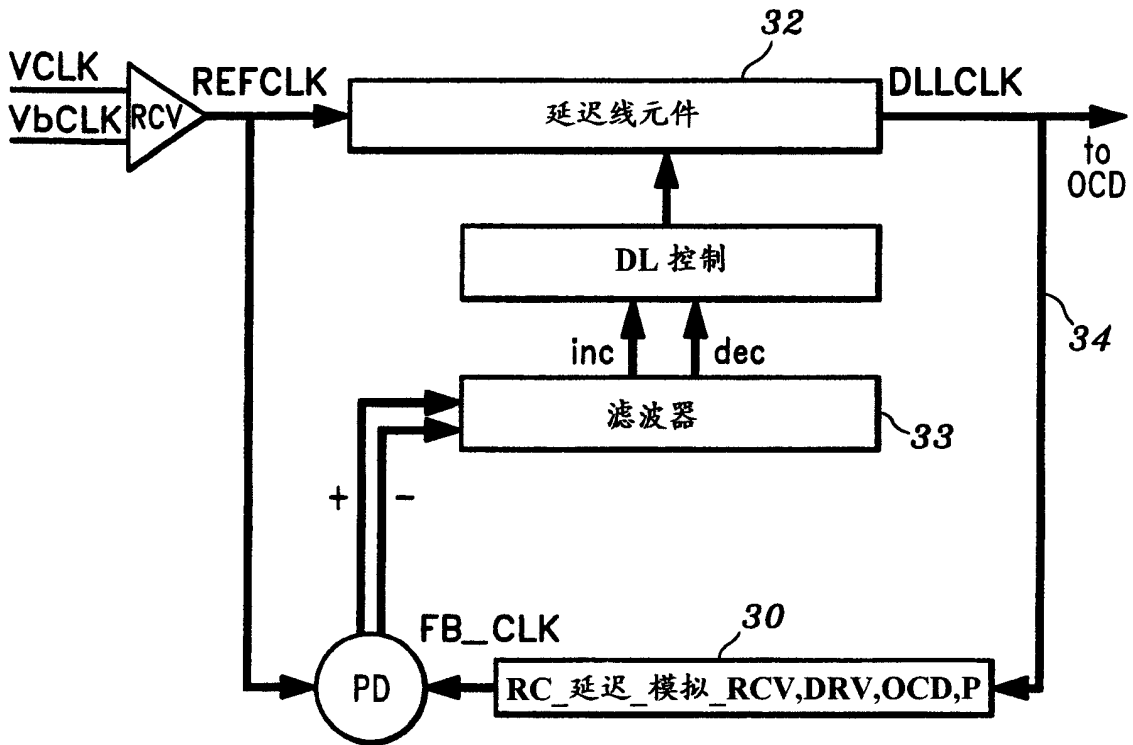 32
VCLK
REFCLK
DLLCLK
VbCLK
RCV
延迟线元件
to
OCD
DL 控制
34
inc
dec
滤波器
33
+
-
FB_CLK
30
PD
RC_延迟_模拟_RCV,DRV,OCD,P